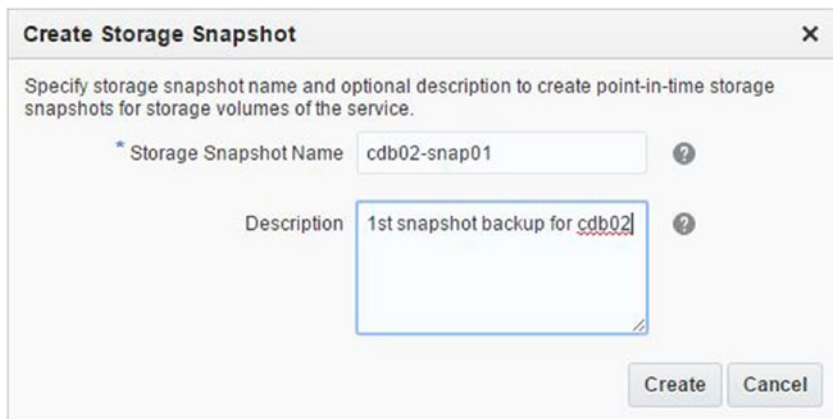 Create Storage Snapshot
Specify storage snapshot name and optional description to create point-in-time storage
snapshots for storage volumes of the service.
* Storage Snapshot Name cdb02-snap01
Description 1st snapshot backup for cdb02
Create Cancel